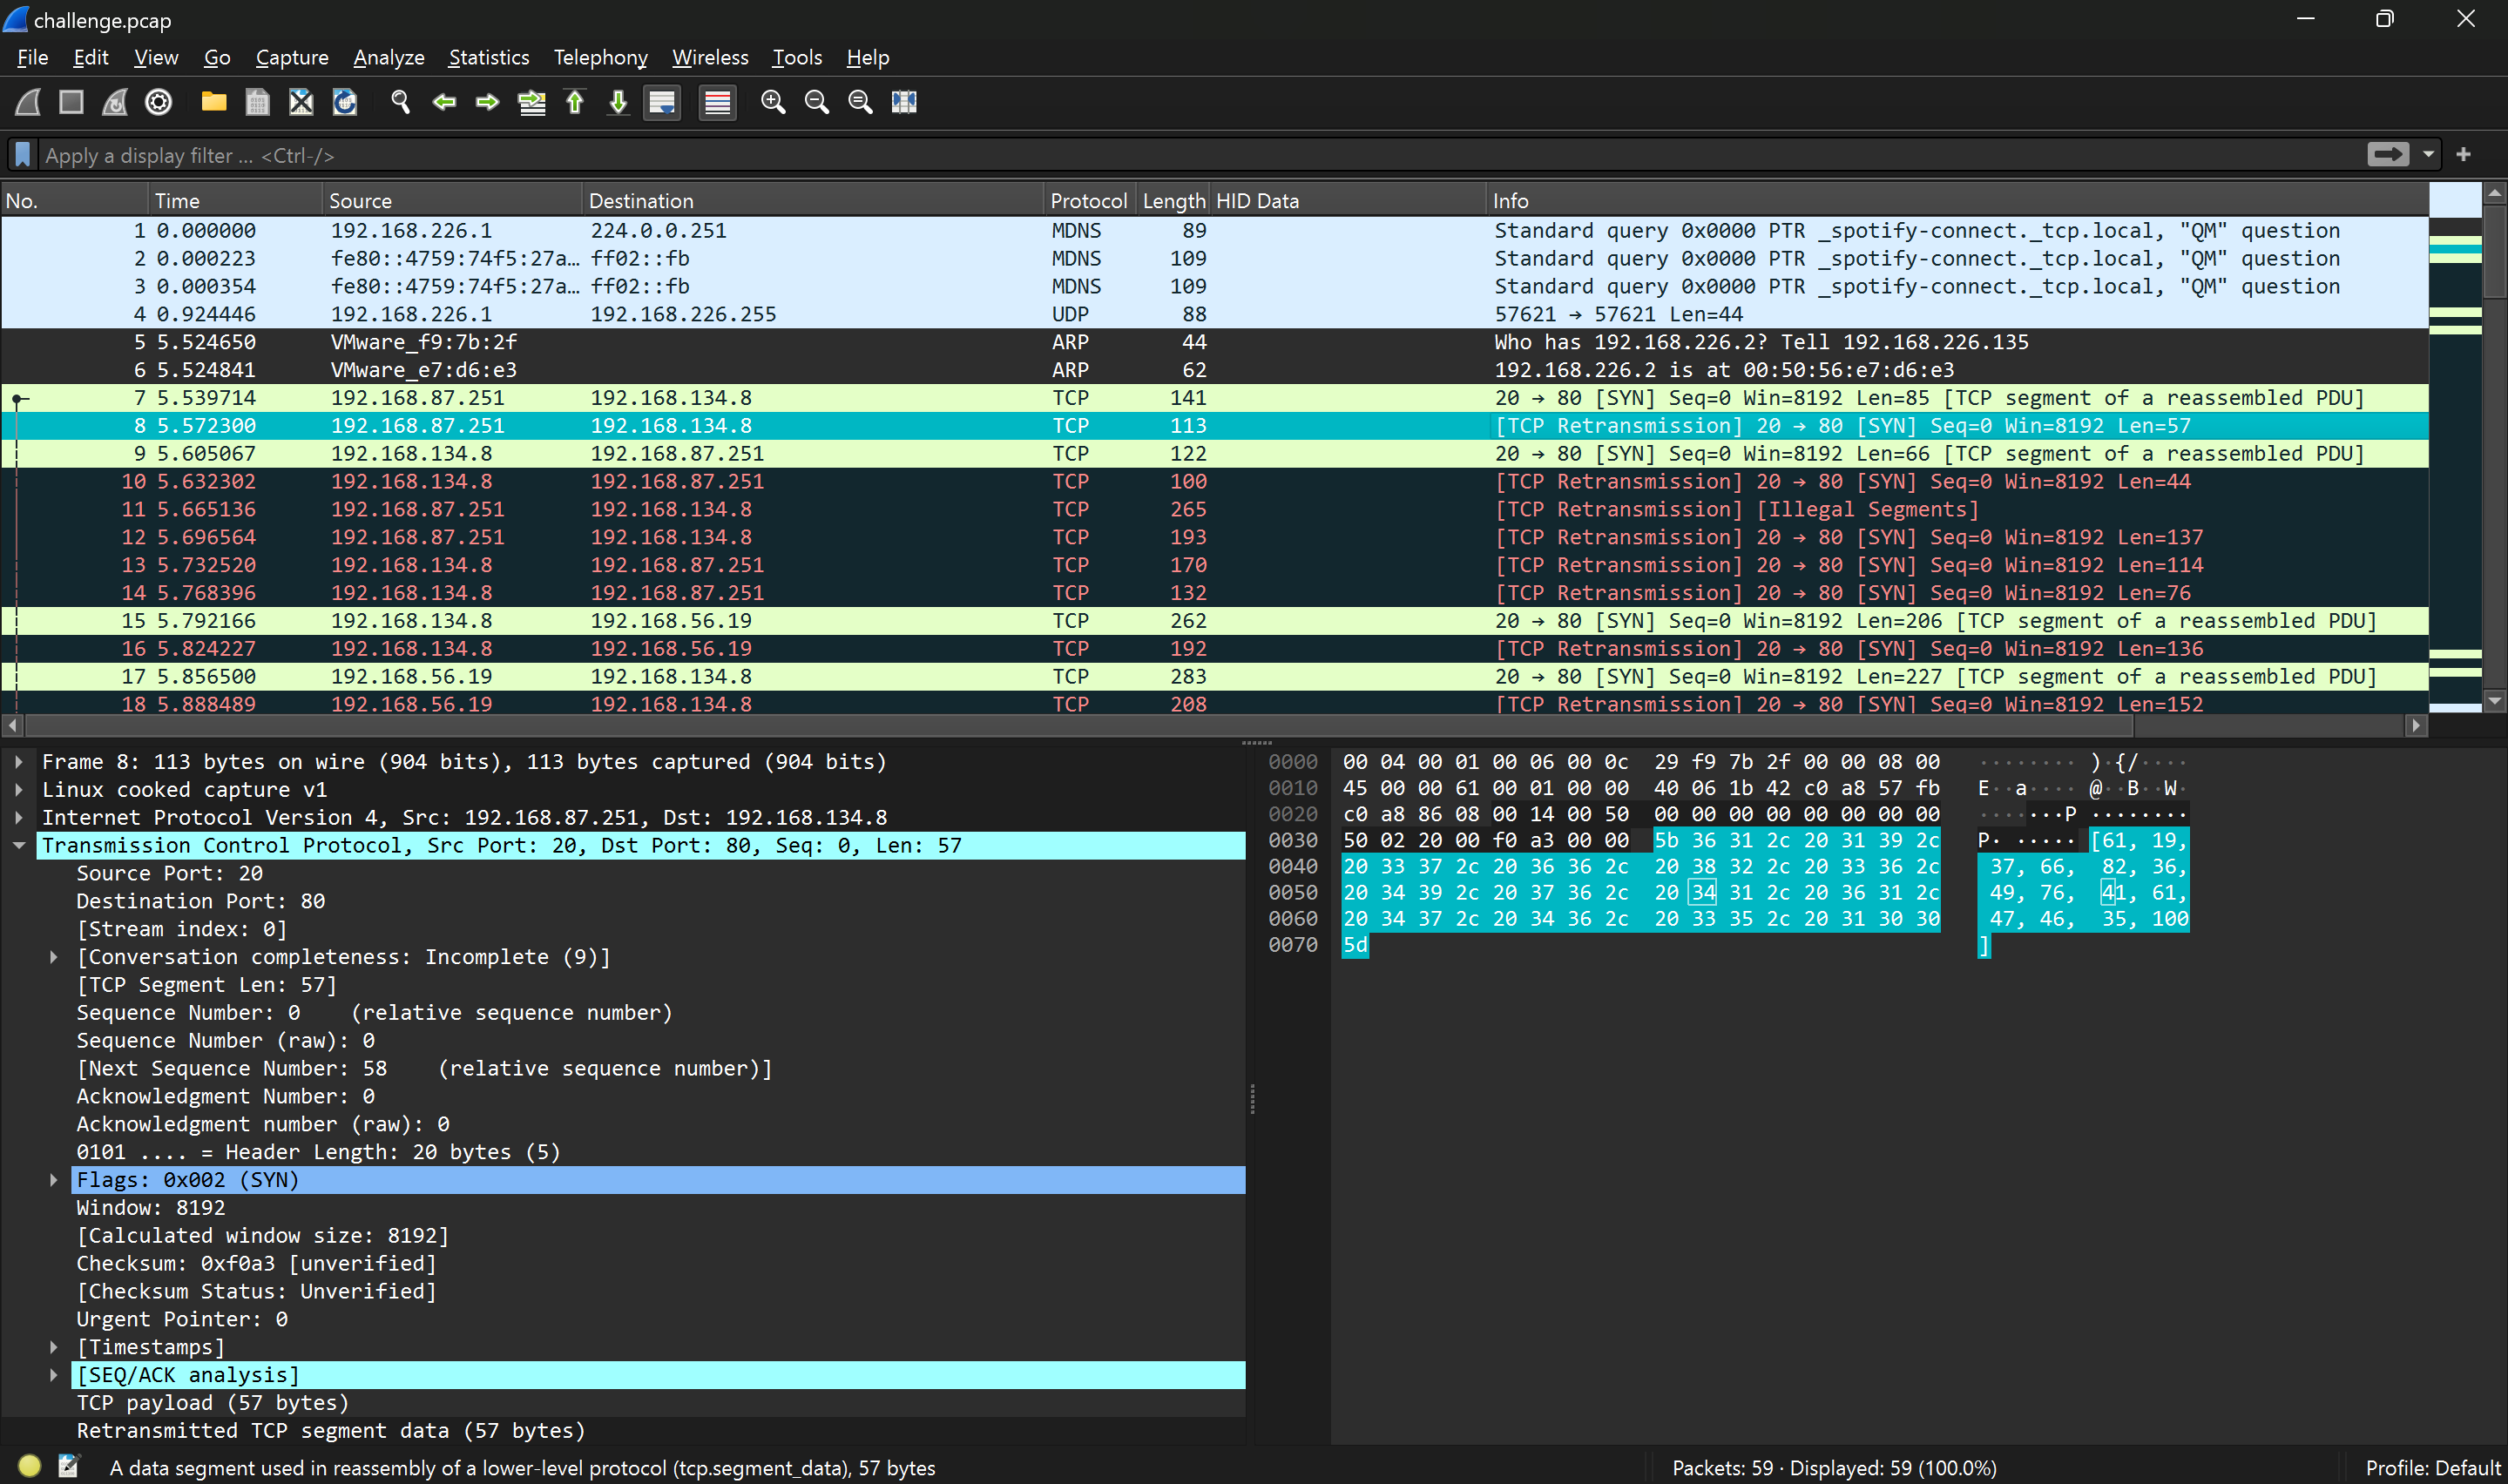 challenge.pcap
File Edit View Go Capture Analyze Statistics Telephony Wireless Tools Help
Apply a display filter ... <Ctrl-/>
No. Time Source Destination Protocol Length HID Data Info
1 0.000000 192.168.226.1 224.0.0.251 MDNS 89 Standard query 0x0000 PTR _spotify-connect._tcp.local, "QM" question
2 0.000223 fe80::4759:74f5:27a… ff02::fb MDNS 109 Standard query 0x0000 PTR _spotify-connect._tcp.local, "QM" question
3 0.000354 fe80::4759:74f5:27a… ff02::fb MDNS 109 Standard query 0x0000 PTR _spotify-connect._tcp.local, "QM" question
4 0.924446 192.168.226.1 192.168.226.255 UDP 88 57621 → 57621 Len=44
5 5.524650 VMware_f9:7b:2f ARP 44 Who has 192.168.226.2? Tell 192.168.226.135
6 5.524841 VMware_e7:d6:e3 ARP 62 192.168.226.2 is at 00:50:56:e7:d6:e3
7 5.539714 192.168.87.251 192.168.134.8 TCP 141 20 → 80 [SYN] Seq=0 Win=8192 Len=85 [TCP segment of a reassembled PDU]
8 5.572300 192.168.87.251 192.168.134.8 TCP 113 [TCP Retransmission] 20 → 80 [SYN] Seq=0 Win=8192 Len=57
9 5.605067 192.168.134.8 192.168.87.251 TCP 122 20 → 80 [SYN] Seq=0 Win=8192 Len=66 [TCP segment of a reassembled PDU]
10 5.632302 192.168.134.8 192.168.87.251 TCP 100 [TCP Retransmission] 20 → 80 [SYN] Seq=0 Win=8192 Len=44
11 5.665136 192.168.87.251 192.168.134.8 TCP 265 [TCP Retransmission] [Illegal Segments]
12 5.696564 192.168.87.251 192.168.134.8 TCP 193 [TCP Retransmission] 20 → 80 [SYN] Seq=0 Win=8192 Len=137
13 5.732520 192.168.134.8 192.168.87.251 TCP 170 [TCP Retransmission] 20 → 80 [SYN] Seq=0 Win=8192 Len=114
14 5.768396 192.168.134.8 192.168.87.251 TCP 132 [TCP Retransmission] 20 → 80 [SYN] Seq=0 Win=8192 Len=76
15 5.792166 192.168.134.8 192.168.56.19 TCP 262 20 → 80 [SYN] Seq=0 Win=8192 Len=206 [TCP segment of a reassembled PDU]
16 5.824227 192.168.134.8 192.168.56.19 TCP 192 [TCP Retransmission] 20 → 80 [SYN] Seq=0 Win=8192 Len=136
17 5.856500 192.168.56.19 192.168.134.8 TCP 283 20 → 80 [SYN] Seq=0 Win=8192 Len=227 [TCP segment of a reassembled PDU]
18 5.888489 192.168.56.19 192.168.134.8 TCP 208 [TCP Retransmission] 20 → 80 [SYN] Seq=0 Win=8192 Len=152
Frame 8: 113 bytes on wire (904 bits), 113 bytes captured (904 bits)
Linux cooked capture v1
Internet Protocol Version 4, Src: 192.168.87.251, Dst: 192.168.134.8
Transmission Control Protocol, Src Port: 20, Dst Port: 80, Seq: 0, Len: 57
Source Port: 20
Destination Port: 80
[Stream index: 0]
[Conversation completeness: Incomplete (9)]
[TCP Segment Len: 57]
Sequence Number: 0 (relative sequence number)
Sequence Number (raw): 0
[Next Sequence Number: 58 (relative sequence number)]
Acknowledgment Number: 0
Acknowledgment number (raw): 0
0101 .... = Header Length: 20 bytes (5)
Flags: 0x002 (SYN)
Window: 8192
[Calculated window size: 8192]
Checksum: 0xf0a3 [unverified]
[Checksum Status: Unverified]
Urgent Pointer: 0
[Timestamps]
[SEQ/ACK analysis]
TCP payload (57 bytes)
Retransmitted TCP segment data (57 bytes)
0000 00 04 00 01 00 06 00 0c 29 f9 7b 2f 00 00 08 00 ········ )·{/····
0010 45 00 00 61 00 01 00 00 40 06 1b 42 c0 a8 57 fb E··a···· @··B··W·
0020 c0 a8 86 08 00 14 00 50 00 00 00 00 00 00 00 00 ·······P ········
0030 50 02 20 00 f0 a3 00 00 5b 36 31 2c 20 31 39 2c P· ····· [61, 19,
0040 20 33 37 2c 20 36 36 2c 20 38 32 2c 20 33 36 2c 37, 66, 82, 36,
0050 20 34 39 2c 20 37 36 2c 20 34 31 2c 20 36 31 2c 49, 76, 41, 61,
0060 20 34 37 2c 20 34 36 2c 20 33 35 2c 20 31 30 30 47, 46, 35, 100
0070 5d ]
A data segment used in reassembly of a lower-level protocol (tcp.segment_data), 57 bytes
Packets: 59 · Displayed: 59 (100.0%)
Profile: Default